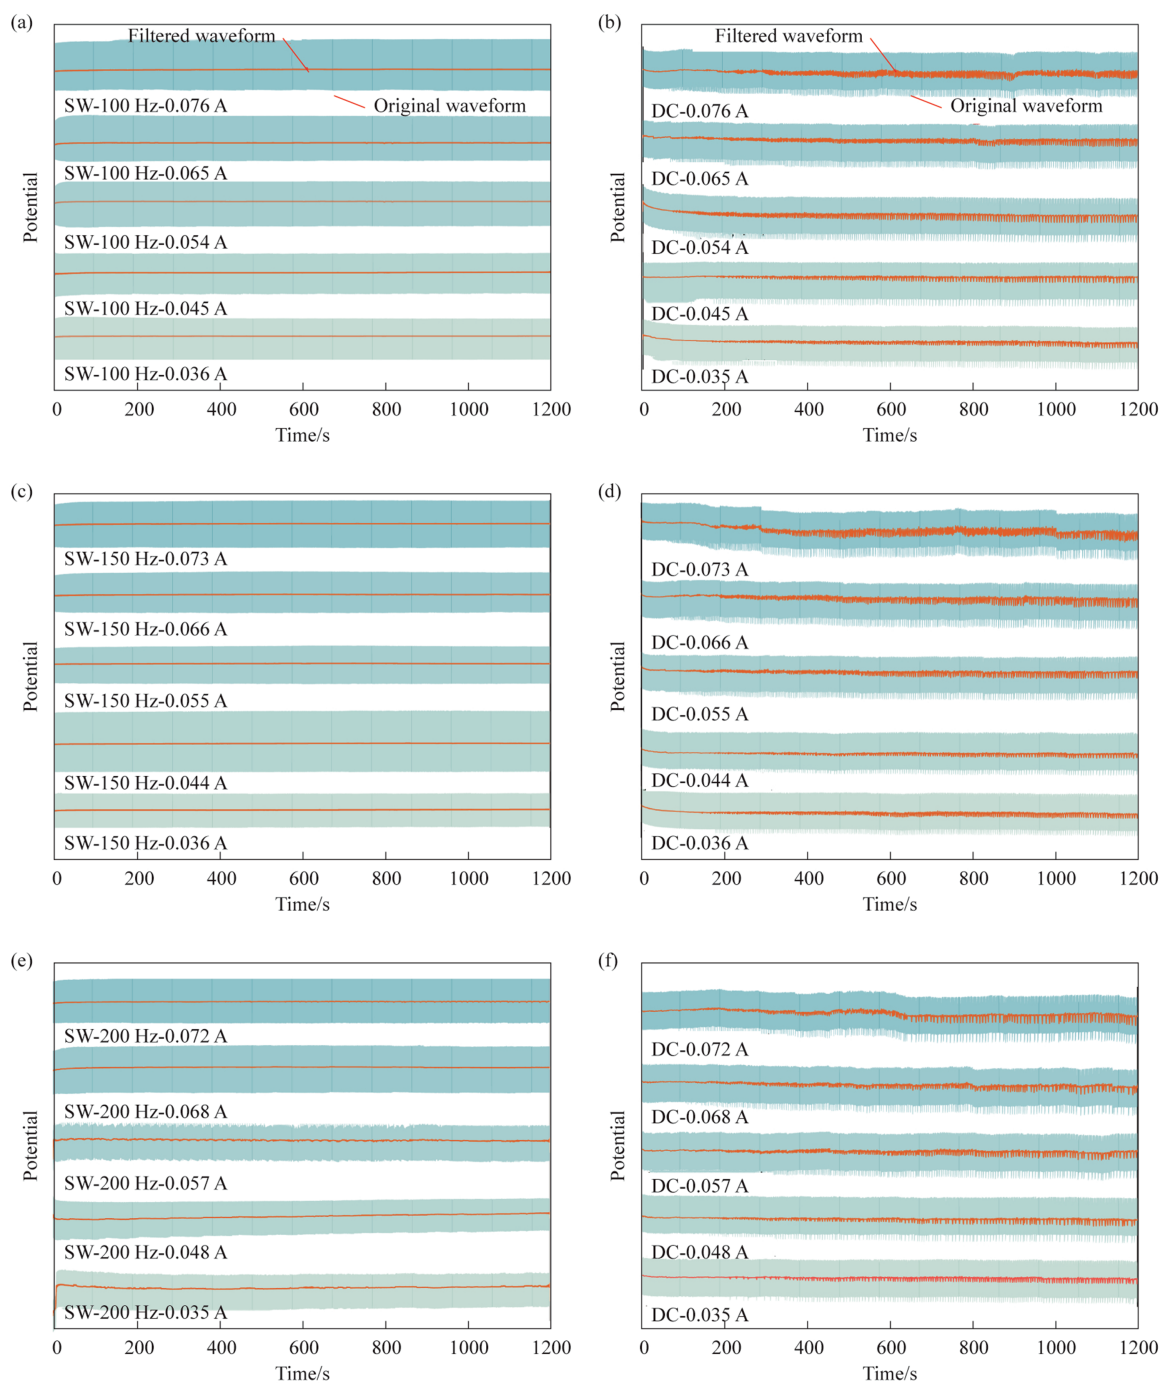 (a)
Potential
Filtered waveform
SW-100 Hz-0.076 A
Original waveform
SW-100 Hz-0.065 A
SW-100 Hz-0.054 A
SW-100 Hz-0.045 A
SW-100 Hz-0.036 A
0 200 400 600 800 1000 1200
Time/s
(b)
Potential
Filtered waveform
DC-0.076 A
Original waveform
DC-0.065 A
DC-0.054 A
DC-0.045 A
DC-0.035 A
0 200 400 600 800 1000 1200
Time/s
(c)
Potential
SW-150 Hz-0.073 A
SW-150 Hz-0.066 A
SW-150 Hz-0.055 A
SW-150 Hz-0.044 A
SW-150 Hz-0.036 A
0 200 400 600 800 1000 1200
Time/s
(d)
Potential
DC-0.073 A
DC-0.066 A
DC-0.055 A
DC-0.044 A
DC-0.036 A
0 200 400 600 800 1000 1200
Time/s
(e)
Potential
SW-200 Hz-0.072 A
SW-200 Hz-0.068 A
SW-200 Hz-0.057 A
SW-200 Hz-0.048 A
SW-200 Hz-0.035 A
0 200 400 600 800 1000 1200
Time/s
(f)
Potential
DC-0.072 A
DC-0.068 A
DC-0.057 A
DC-0.048 A
DC-0.035 A
0 200 400 600 800 1000 1200
Time/s